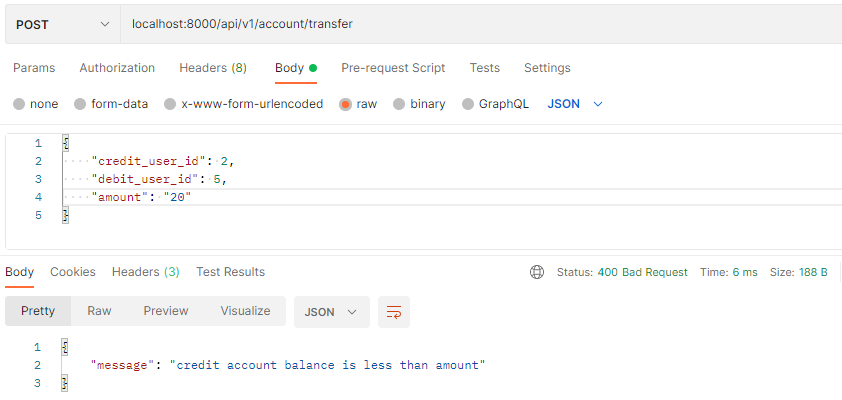 POST localhost:8000/api/v1/account/transfer
Params Authorization Headers (8) Body Pre-request Script Tests Settings
none form-data x-www-form-urlencoded raw binary GraphQL JSON
1 {
2 "credit_user_id": 2,
3 "debit_user_id": 5,
4 "amount": "20"
5 }
Body Cookies Headers (3) Test Results Status: 400 Bad Request Time: 6 ms Size: 188 B
Pretty Raw Preview Visualize JSON
1 {
2 "message": "credit account balance is less than amount"
3 }